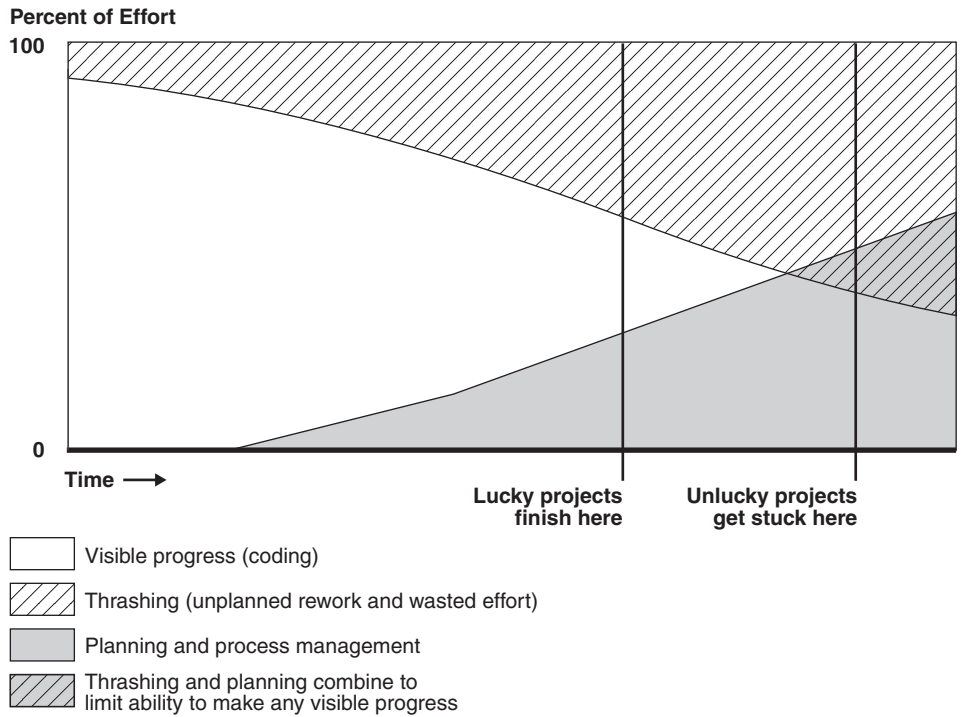 Percent of Effort
100
0
Time
Lucky projects
finish here
Unlucky projects
get stuck here
Visible progress (coding)
Thrashing (unplanned rework and wasted effort)
Planning and process management
Thrashing and planning combine to
limit ability to make any visible progress